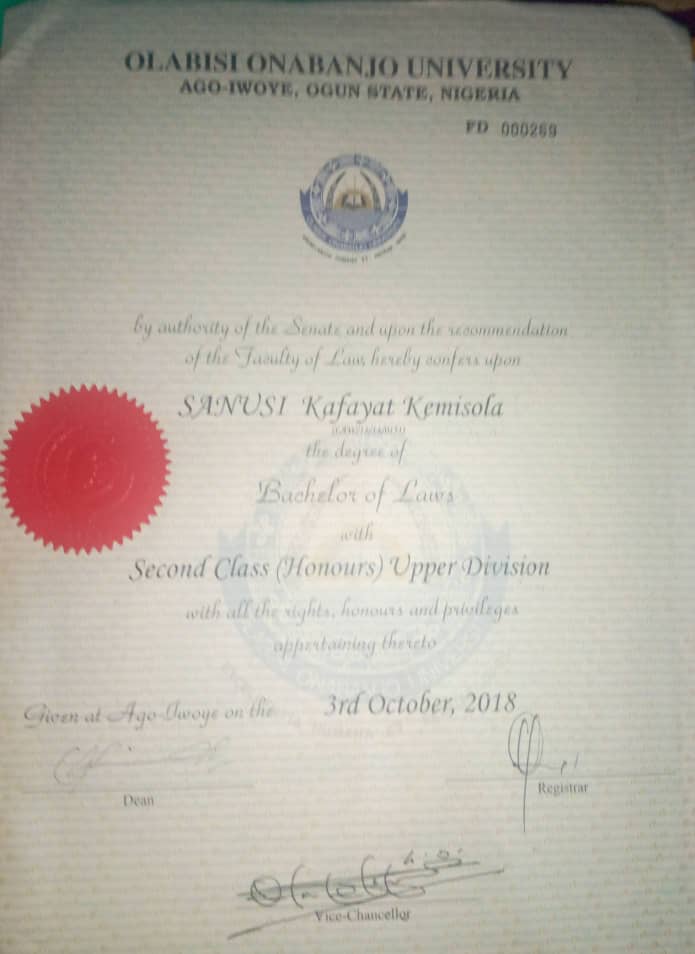 OLABISI ONABANJO UNIVERSITY
AGO-IWOYE, OGUN STATE, NIGERIA
FD 000269
by authority of the Senate and upon the recommendation
of the Faculty of Law, hereby confers upon
SANUSI Kafayat Kemisola
the degree of
Bachelor of Laws
with
Second Class (Honours) Upper Division
with all the rights, honours and privileges
appertaining thereto
Given at Ago-Iwoye on the 3rd October, 2018
Dean
Registrar
Vice-Chancellor